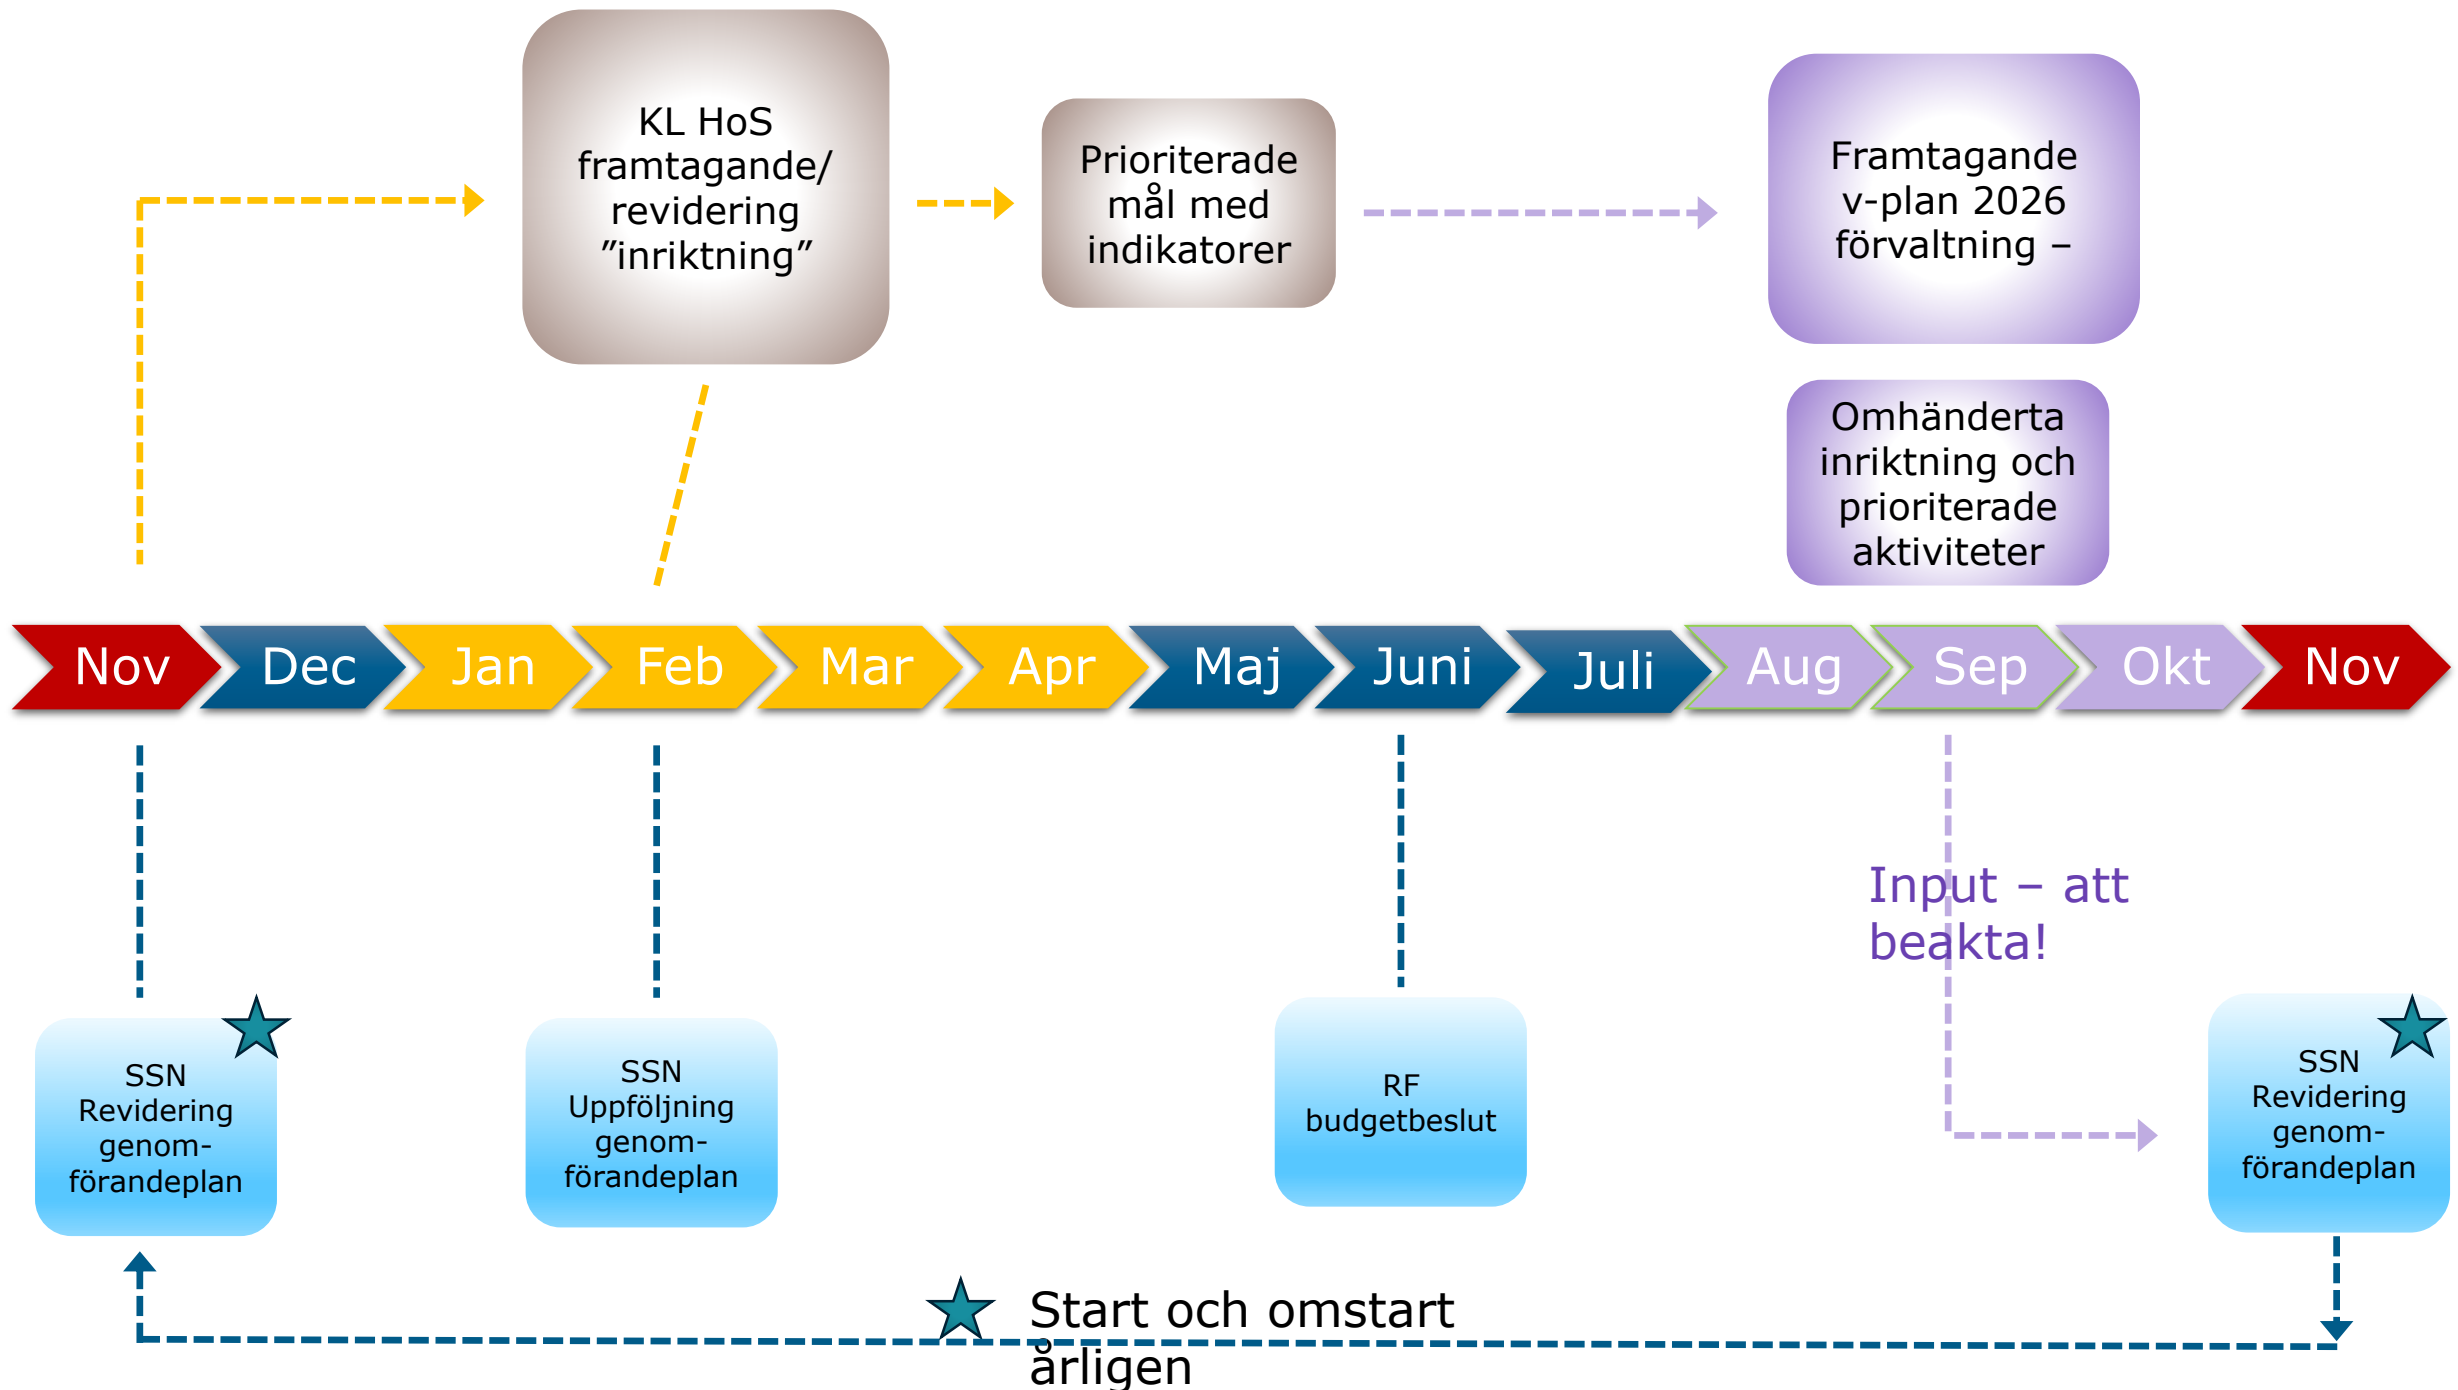 KL HoS
framtagande/
revidering
”inriktning”
Prioriterade
mål med
indikatorer
Framtagande
v-plan 2026
förvaltning –
Omhänderta
inriktning och
prioriterade
aktiviteter
Nov
Dec
Jan
Feb
Mar
Apr
Maj
Juni
Juli
Aug
Sep
Okt
Nov
Input – att
beakta!
SSN
Revidering
genom-
förandeplan
SSN
Uppföljning
genom-
förandeplan
RF
budgetbeslut
SSN
Revidering
genom-
förandeplan
Start och omstart
årligen